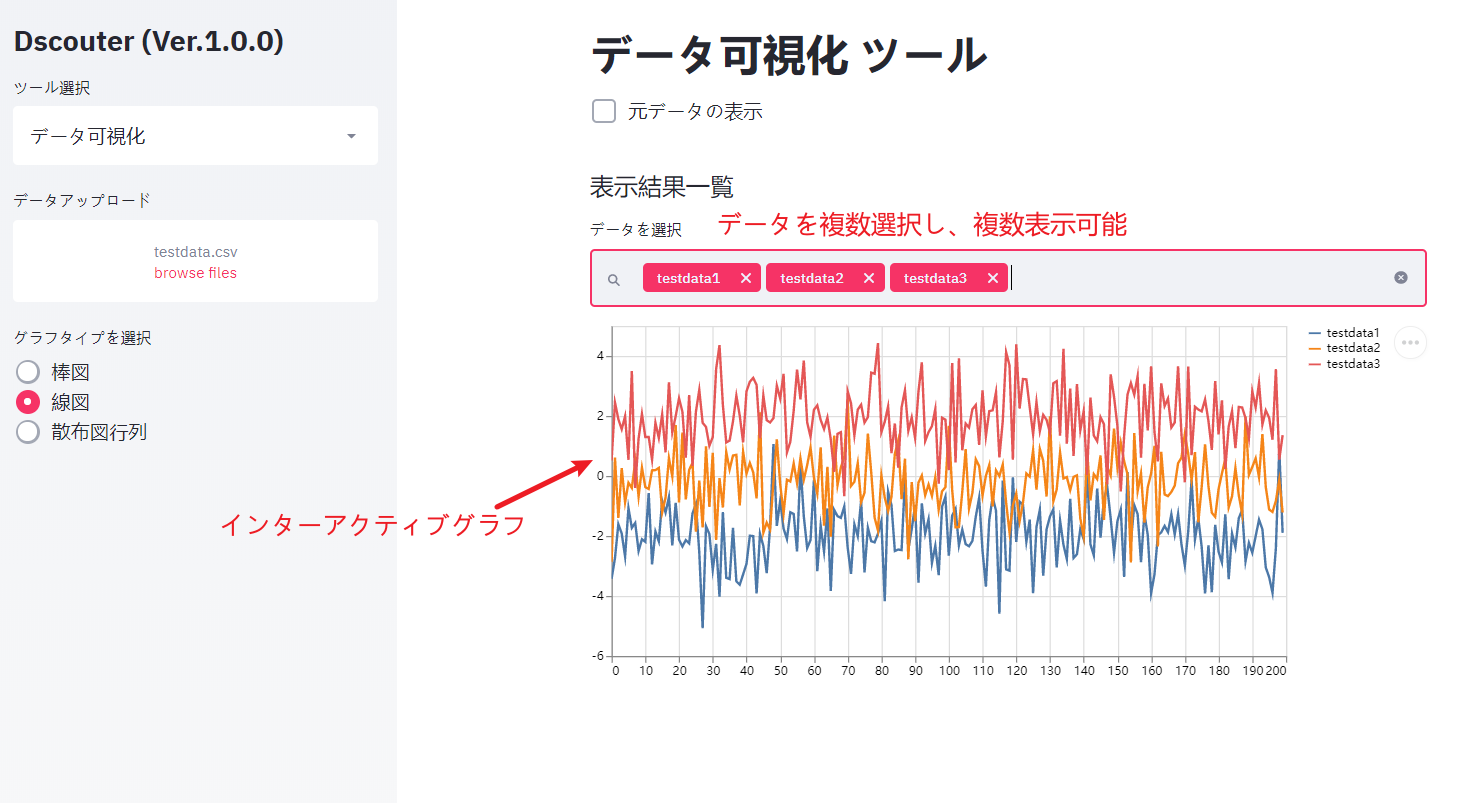 Dscouter (Ver.1.0.0)
ツール選択
データ可視化
データアップロード
testdata.csv
browse files
グラフタイプを選択
棒図
線図
散布図行列
データ可視化 ツール
元データの表示
表示結果一覧
データを選択
データを複数選択し、複数表示可能
testdata1 testdata2 testdata3
testdata1
testdata2
testdata3
インターアクティブグラフ
4
2
0
-2
-4
-6
0 10 20 30 40 50 60 70 80 90 100 110 120 130 140 150 160 170 180 190 200